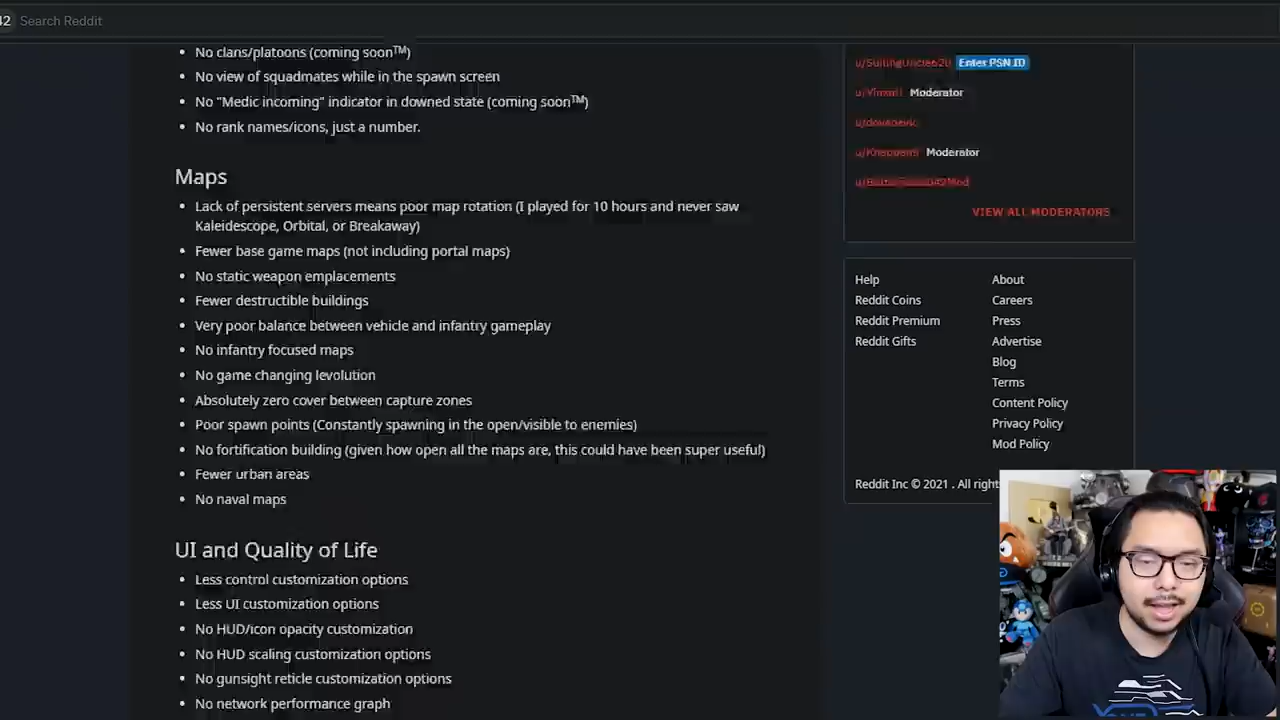 42 Search Reddit
No clans/platoons (coming soon™)
No view of squadmates while in the spawn screen
No "Medic incoming" indicator in downed state (coming soon™)
No rank names/icons, just a number.
Maps
Lack of persistent servers means poor map rotation (I played for 10 hours and never saw
Kaleidescope, Orbital, or Breakaway)
Fewer base game maps (not including portal maps)
No static weapon emplacements
Fewer destructible buildings
Very poor balance between vehicle and infantry gameplay
No infantry focused maps
No game changing levolution
Absolutely zero cover between capture zones
Poor spawn points (Constantly spawning in the open/visible to enemies)
No fortification building (given how open all the maps are, this could have been super useful)
Fewer urban areas
No naval maps
UI and Quality of Life
Less control customization options
Less UI customization options
No HUD/icon opacity customization
No HUD scaling customization options
No gunsight reticle customization options
No network performance graph
Enter PSN ID
Moderator
Moderator
VIEW ALL MODERATORS
Help
Reddit Coins
Reddit Premium
Reddit Gifts
About
Careers
Press
Advertise
Blog
Terms
Content Policy
Privacy Policy
Mod Policy
Reddit Inc © 2021 . All rights